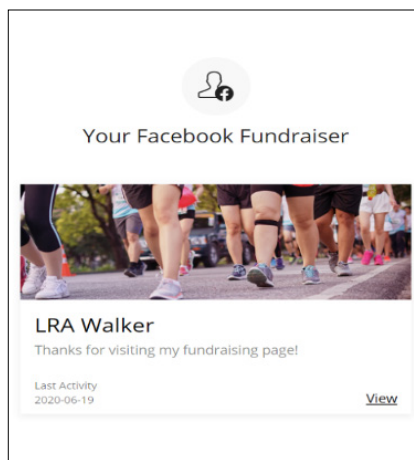 Your Facebook Fundraiser
LRA Walker
Thanks for visiting my fundraising page!
Last Activity
2020-06-19
View